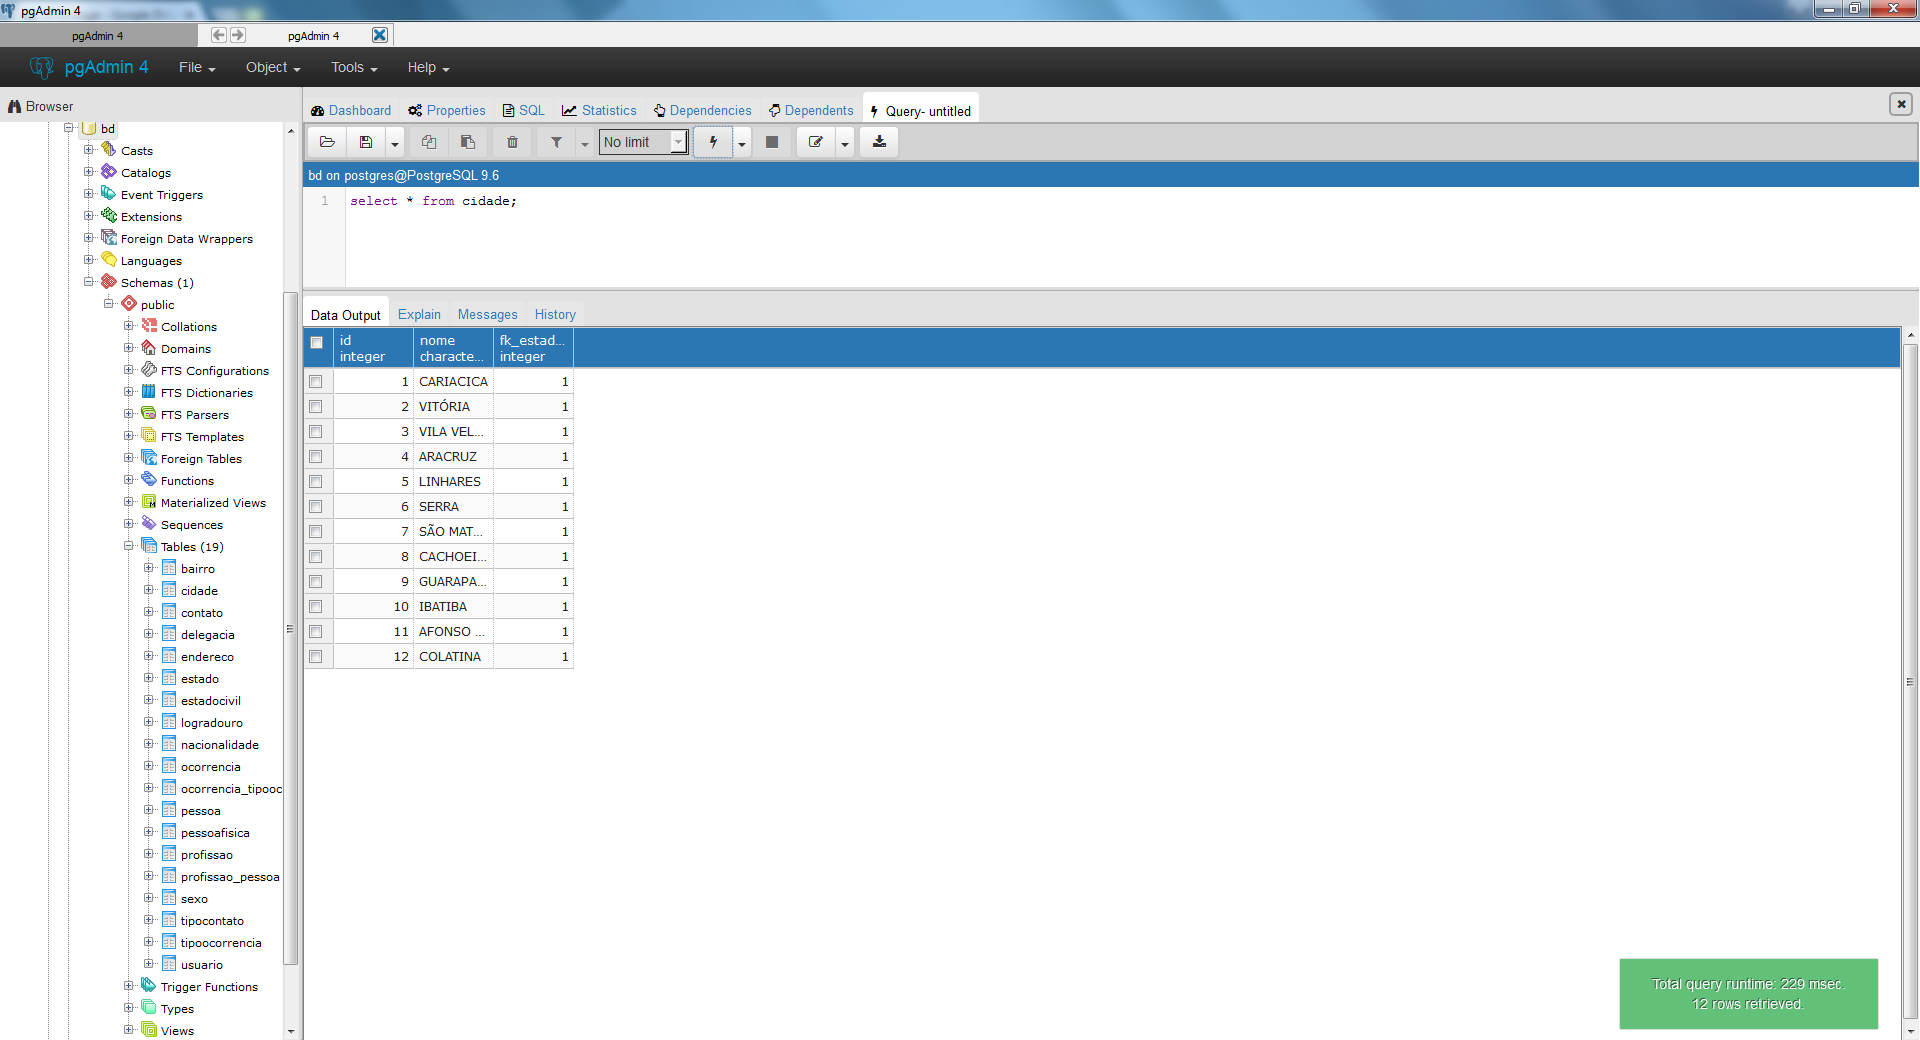 pgAdmin 4
pgAdmin 4
pgAdmin 4
pgAdmin 4
File
Object
Tools
Help
Browser
Dashboard
Properties
SQL
Statistics
Dependencies
Dependents
Query- untitled
No limit
bd on postgres@PostgreSQL 9.6
1 select * from cidade;
bd
Casts
Catalogs
Event Triggers
Extensions
Foreign Data Wrappers
Languages
Schemas (1)
public
Collations
Domains
FTS Configurations
FTS Dictionaries
FTS Parsers
FTS Templates
Foreign Tables
Functions
Materialized Views
Sequences
Tables (19)
bairro
cidade
contato
delegacia
endereco
estado
estadocivil
logradouro
nacionalidade
ocorrencia
ocorrencia_tipooc
pessoa
pessoafisica
profissao
profissao_pessoa
sexo
tipocontato
tipoocorrencia
usuario
Trigger Functions
Types
Views
Data Output
Explain
Messages
History
id nome fk_estad...
integer characte... integer
1 CARIACICA 1
2 VITÓRIA 1
3 VILA VEL... 1
4 ARACRUZ 1
5 LINHARES 1
6 SERRA 1
7 SÃO MAT... 1
8 CACHOEI... 1
9 GUARAPA... 1
10 IBATIBA 1
11 AFONSO ... 1
12 COLATINA 1
Total query runtime: 229 msec.
12 rows retrieved.